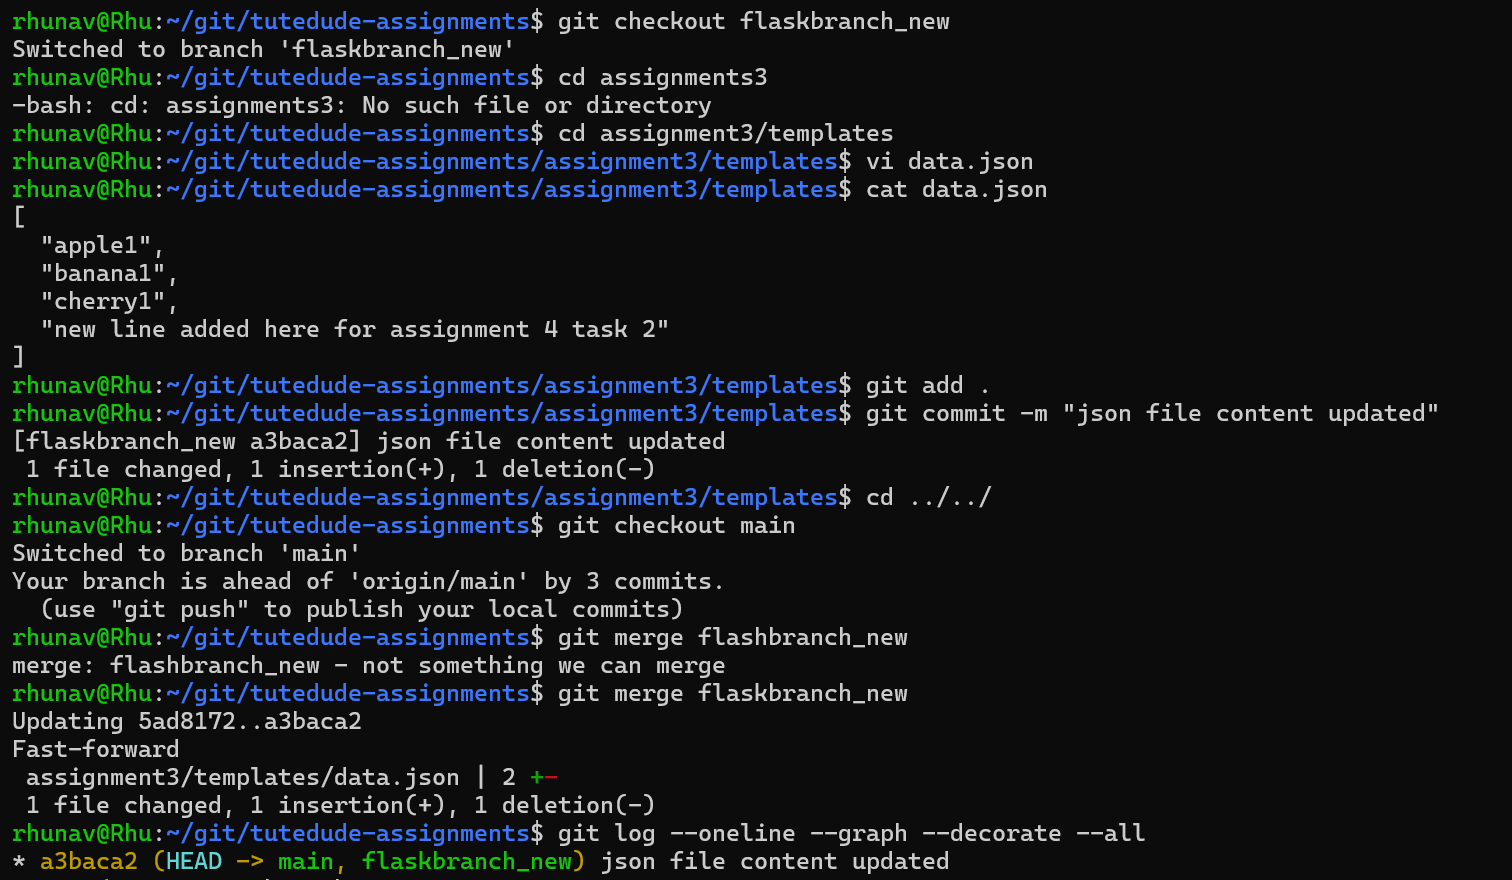 rhunav@Rhu:~/git/tutedude-assignments$ git checkout flaskbranch_new
Switched to branch 'flaskbranch_new'
rhunav@Rhu:~/git/tutedude-assignments$ cd assignments3
-bash: cd: assignments3: No such file or directory
rhunav@Rhu:~/git/tutedude-assignments$ cd assignment3/templates
rhunav@Rhu:~/git/tutedude-assignments/assignment3/templates$ vi data.json
rhunav@Rhu:~/git/tutedude-assignments/assignment3/templates$ cat data.json
[
  "apple1",
  "banana1",
  "cherry1",
  "new line added here for assignment 4 task 2"
]
rhunav@Rhu:~/git/tutedude-assignments/assignment3/templates$ git add .
rhunav@Rhu:~/git/tutedude-assignments/assignment3/templates$ git commit -m "json file content updated"
[flaskbranch_new a3baca2] json file content updated
 1 file changed, 1 insertion(+), 1 deletion(-)
rhunav@Rhu:~/git/tutedude-assignments/assignment3/templates$ cd ../../
rhunav@Rhu:~/git/tutedude-assignments$ git checkout main
Switched to branch 'main'
Your branch is ahead of 'origin/main' by 3 commits.
  (use "git push" to publish your local commits)
rhunav@Rhu:~/git/tutedude-assignments$ git merge flashbranch_new
merge: flashbranch_new - not something we can merge
rhunav@Rhu:~/git/tutedude-assignments$ git merge flaskbranch_new
Updating 5ad8172..a3baca2
Fast-forward
 assignment3/templates/data.json | 2 +-
 1 file changed, 1 insertion(+), 1 deletion(-)
rhunav@Rhu:~/git/tutedude-assignments$ git log --oneline --graph --decorate --all
* a3baca2 (HEAD -> main, flaskbranch_new) json file content updated